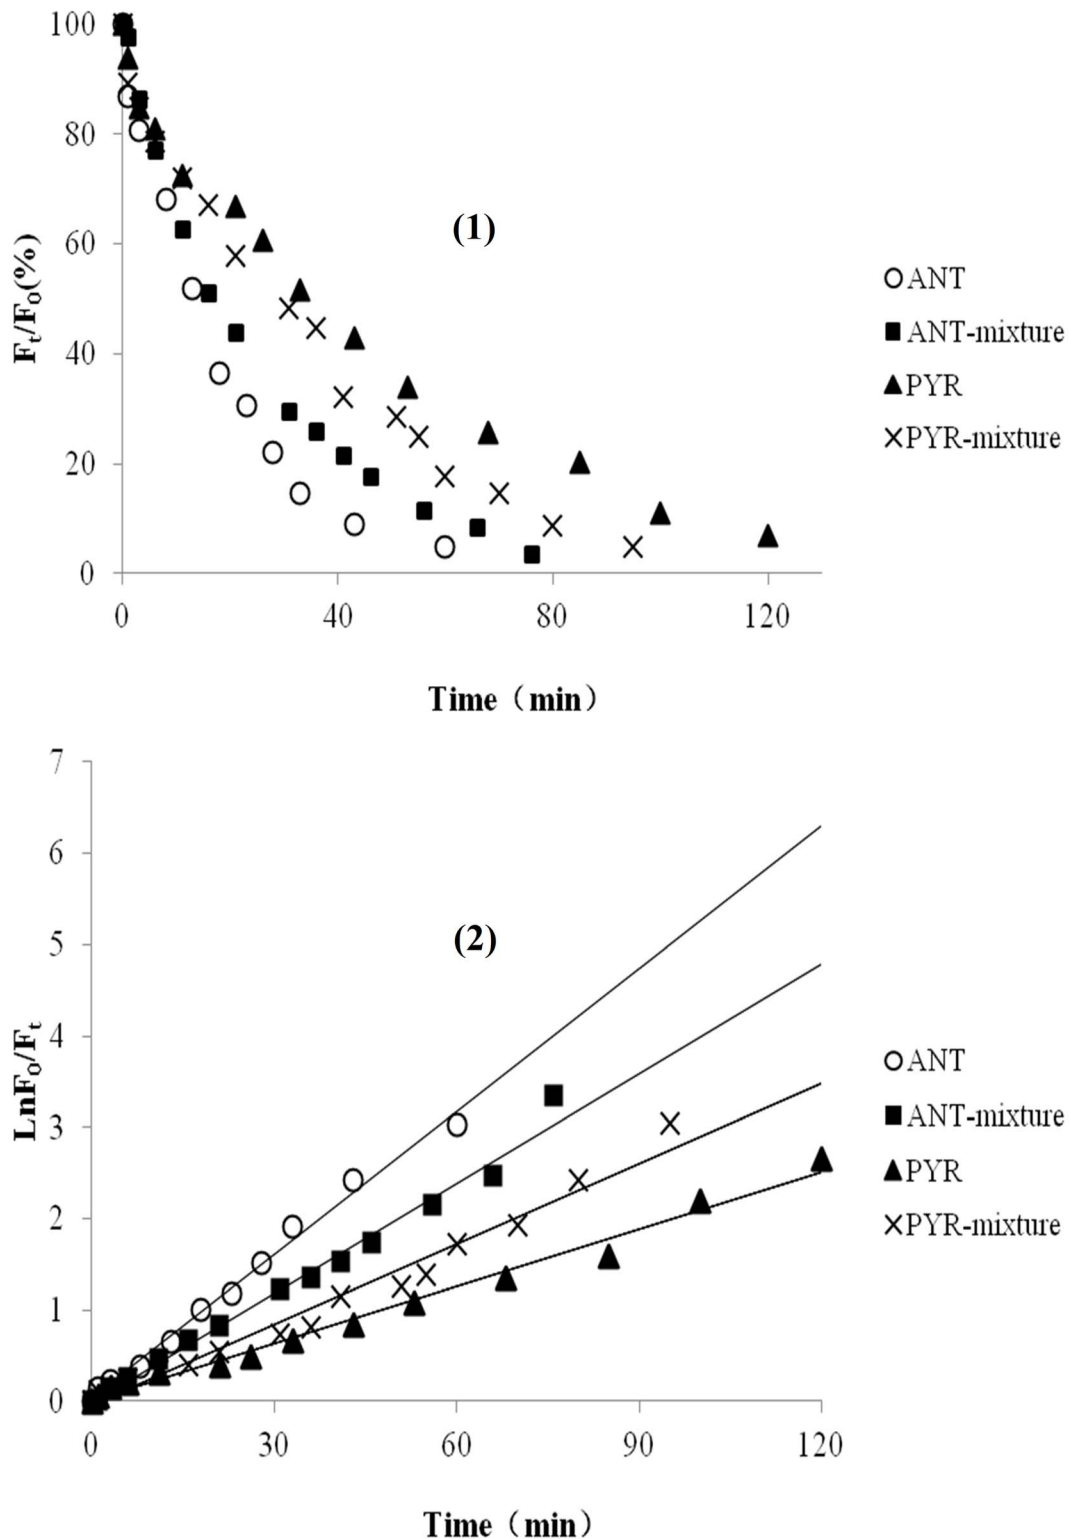 100
80
60
40
20
0
Fₜ/F₀(%)
(1)
ANT
ANT-mixture
PYR
PYR-mixture
0 40 80 120
Time（min）
7
6
5
4
3
2
1
0
LnF₀/Fₜ
(2)
ANT
ANT-mixture
PYR
PYR-mixture
0 30 60 90 120
Time（min）